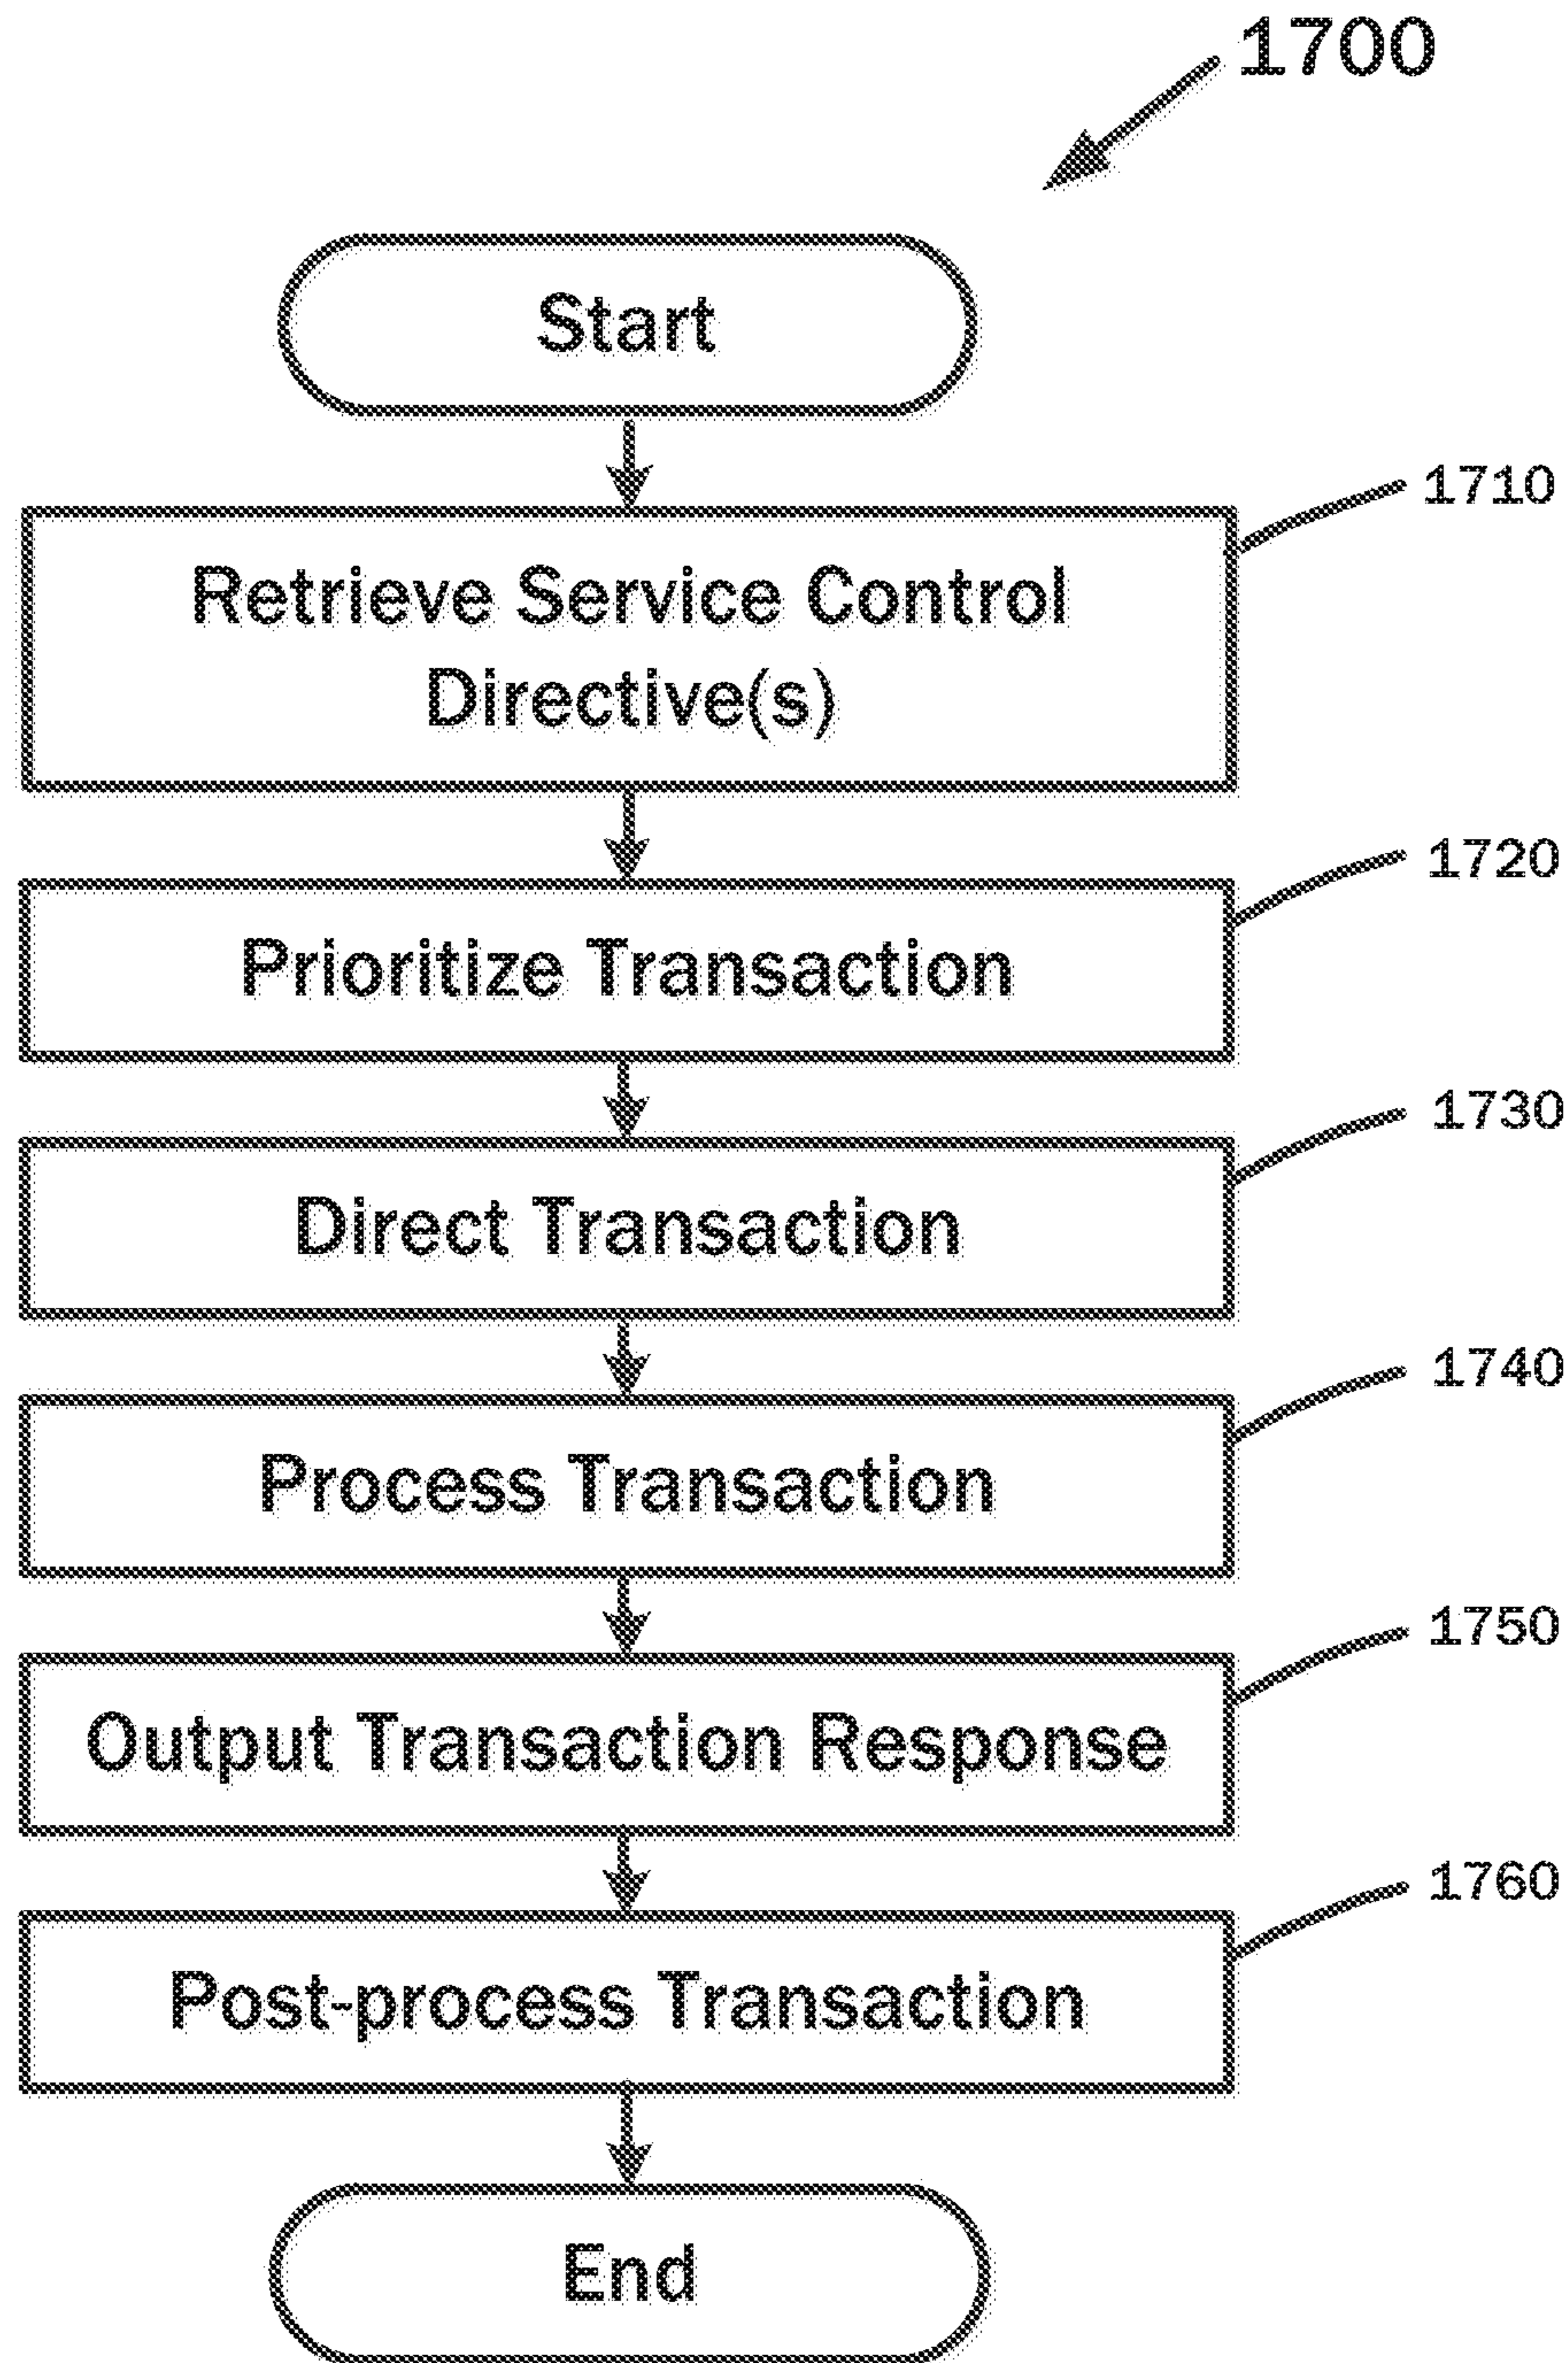 1700
Start
1710
Retrieve Service Control
Directive(s)
1720
Prioritize Transaction
1730
Direct Transaction
1740
Process Transaction
1750
Output Transaction Response
1760
Post-process Transaction
End